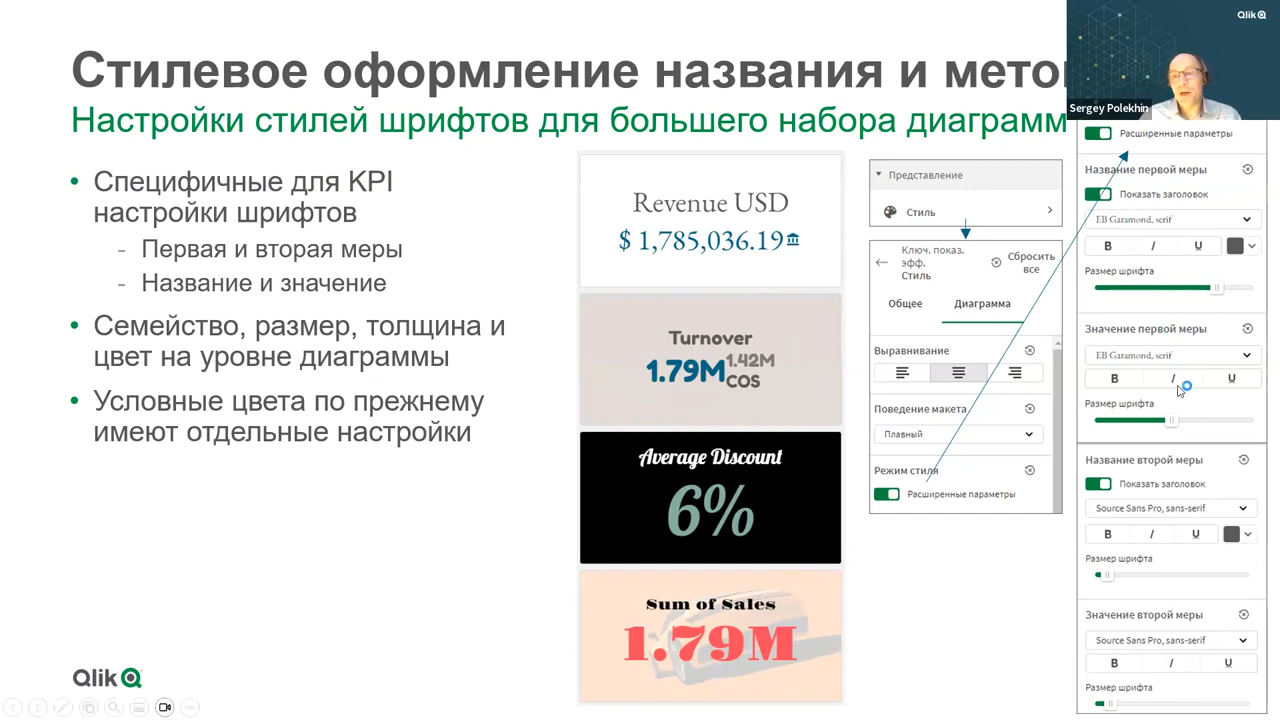 Qlik
Стилевое оформление названия и
Sergey Polekhin
Настройки стилей шрифтов для большего набора диаграмм
• Специфичные для KPI
настройки шрифтов
- Первая и вторая меры
- Название и значение
• Семейство, размер, толщина и
цвет на уровне диаграммы
• Условные цвета по прежнему
имеют отдельные настройки
Revenue USD
$ 1,785,036.19
Turnover
1.79M 1.42M
COS
Average Discount
6%
Sum of Sales
1.79M
Представление
Стиль
Ключ. показ.
эфф.
Стиль
Сбросить
все
Общее Диаграмма
Выравнивание
Поведение макета
Плавный
Режим стиля
Расширенные параметры
Расширенные параметры
Название первой меры
Показать заголовок
EB Garamond, serif
B I U
Размер шрифта
Значение первой меры
EB Garamond, serif
B I U
Размер шрифта
Название второй меры
Показать заголовок
Source Sans Pro, sans-serif
B I U
Размер шрифта
Значение второй меры
Source Sans Pro, sans-serif
B I U
Размер шрифта
Qlik